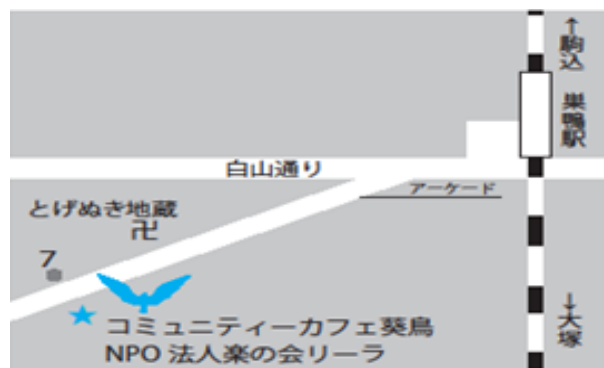 ↑駒込
巣鴨駅
白山通り
アーケード
とげぬき地蔵
卍
7
コミュニティーカフェ葵鳥
NPO 法人楽の会リーラ
↓大塚